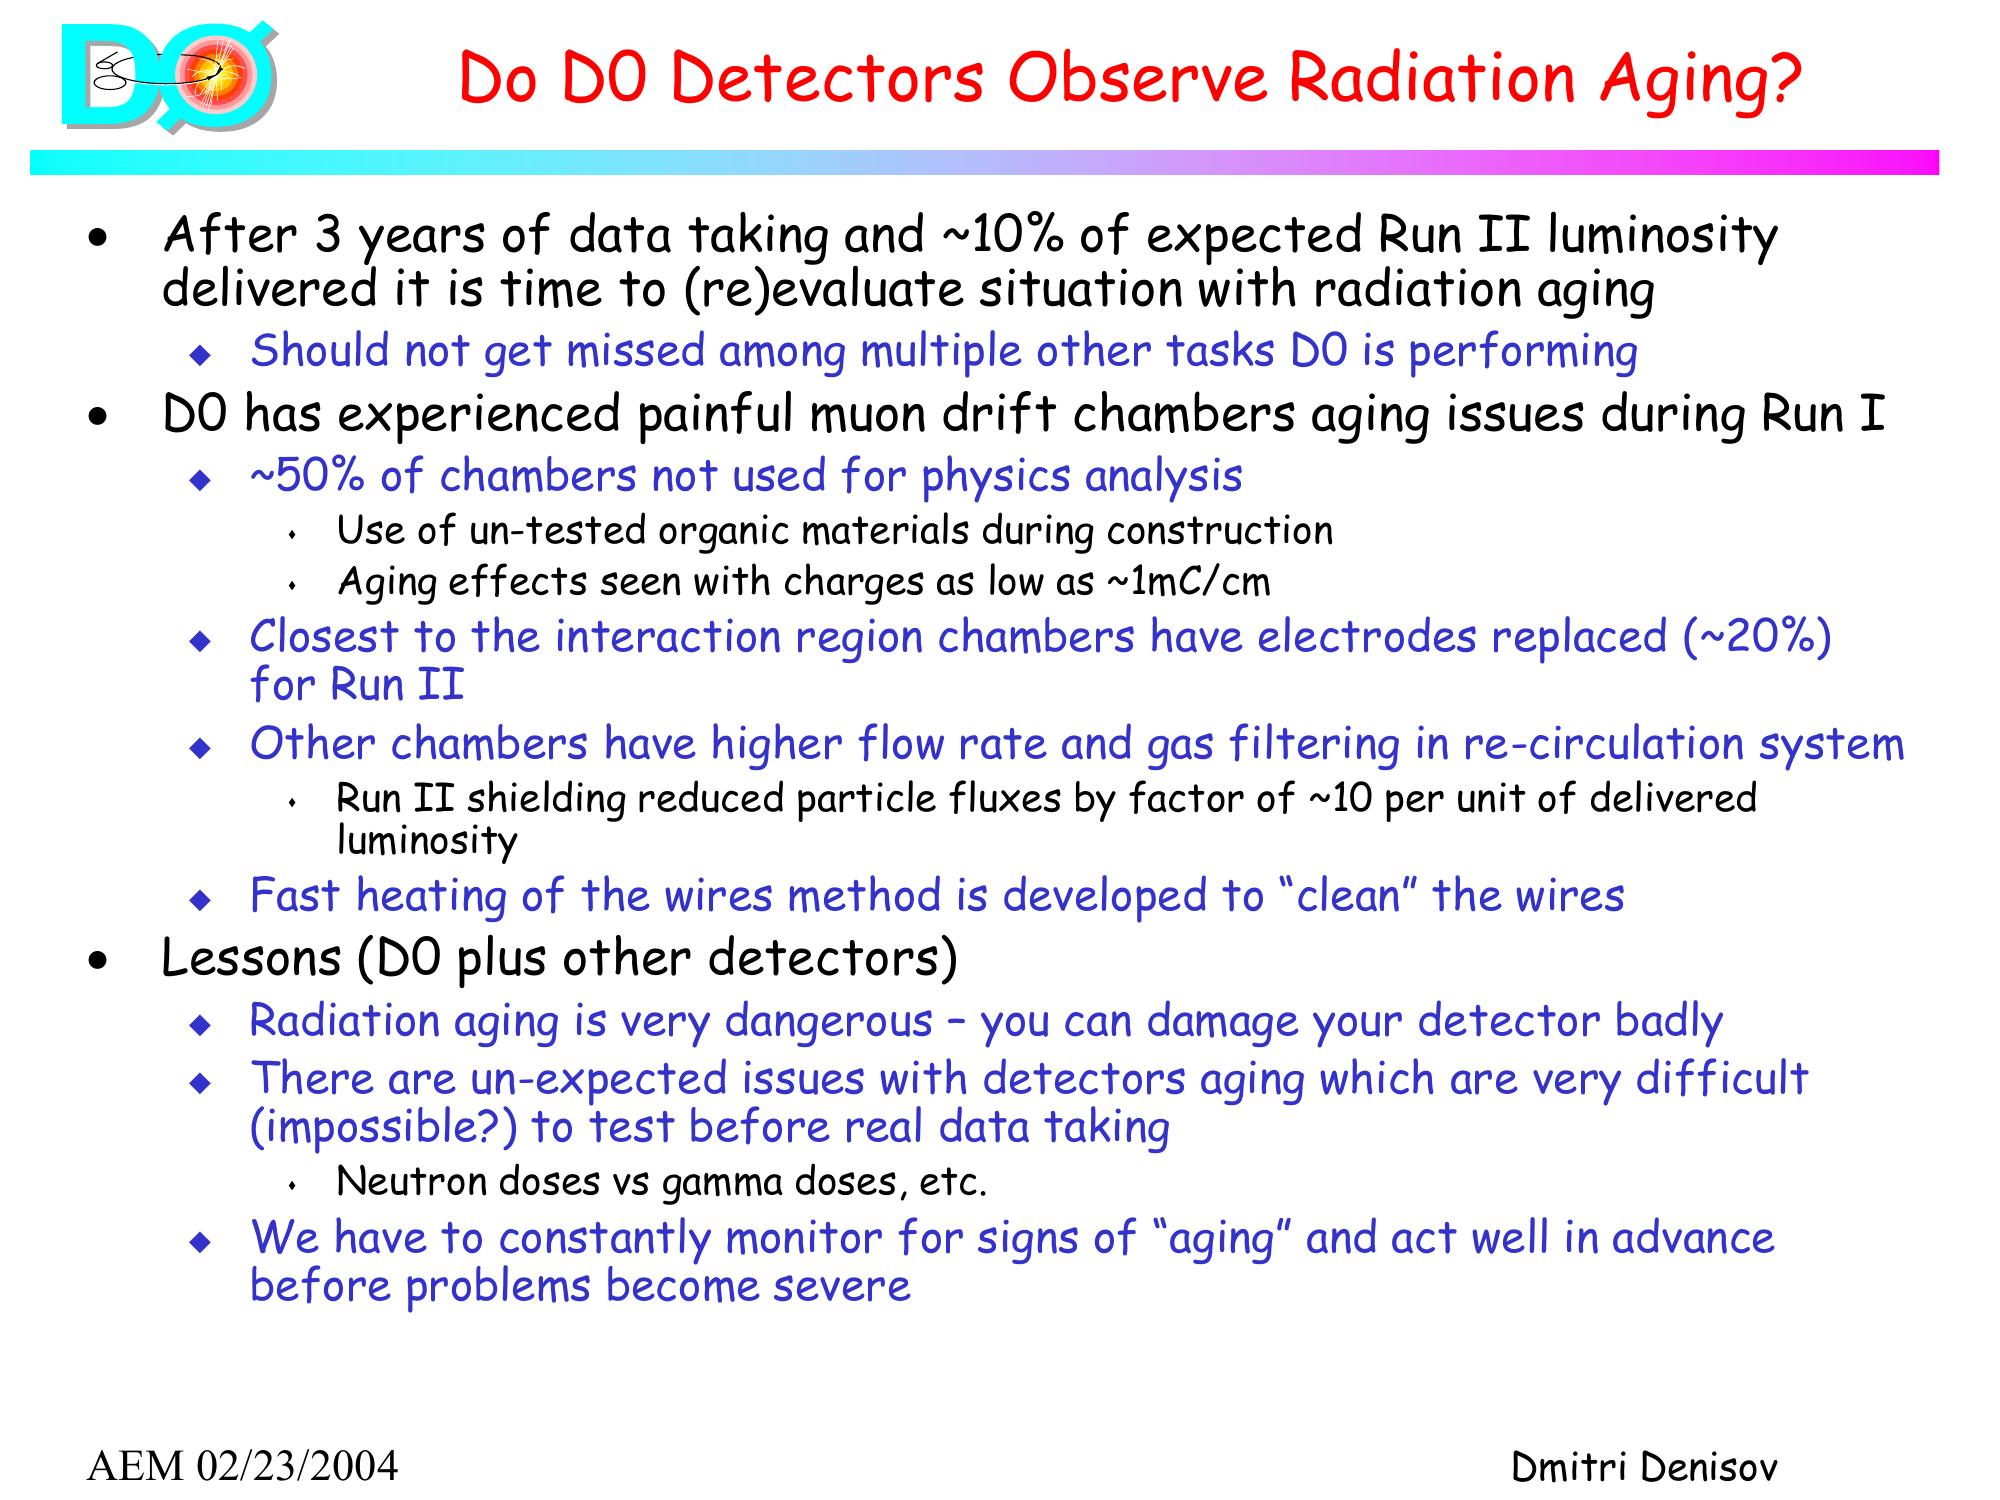 DØ
Do D0 Detectors Observe Radiation Aging?
• After 3 years of data taking and ~10% of expected Run II luminosity
delivered it is time to (re)evaluate situation with radiation aging
◆ Should not get missed among multiple other tasks D0 is performing
• D0 has experienced painful muon drift chambers aging issues during Run I
◆ ~50% of chambers not used for physics analysis
⬧ Use of un-tested organic materials during construction
⬧ Aging effects seen with charges as low as ~1mC/cm
◆ Closest to the interaction region chambers have electrodes replaced (~20%)
for Run II
◆ Other chambers have higher flow rate and gas filtering in re-circulation system
⬧ Run II shielding reduced particle fluxes by factor of ~10 per unit of delivered
luminosity
◆ Fast heating of the wires method is developed to “clean” the wires
• Lessons (D0 plus other detectors)
◆ Radiation aging is very dangerous – you can damage your detector badly
◆ There are un-expected issues with detectors aging which are very difficult
(impossible?) to test before real data taking
⬧ Neutron doses vs gamma doses, etc.
◆ We have to constantly monitor for signs of “aging” and act well in advance
before problems become severe
AEM 02/23/2004
Dmitri Denisov